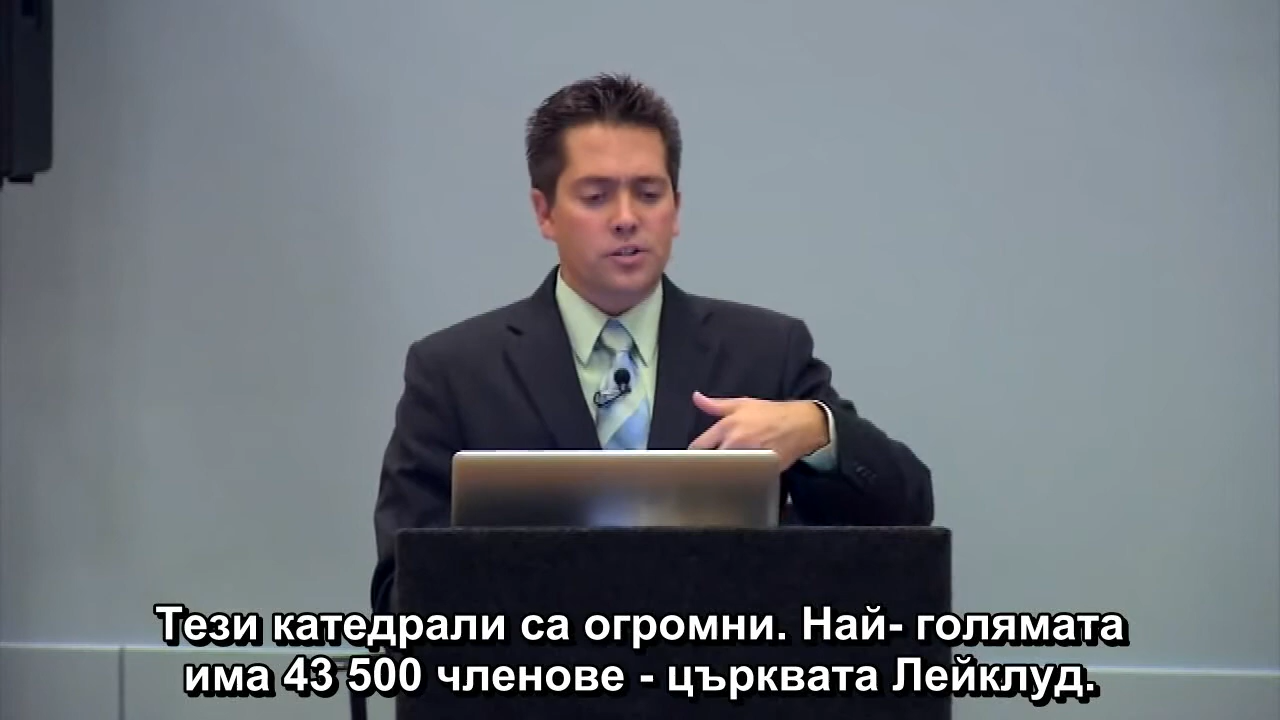 Тези катедрали са огромни. Най- голямата
има 43 500 членове - църквата Лейклуд.